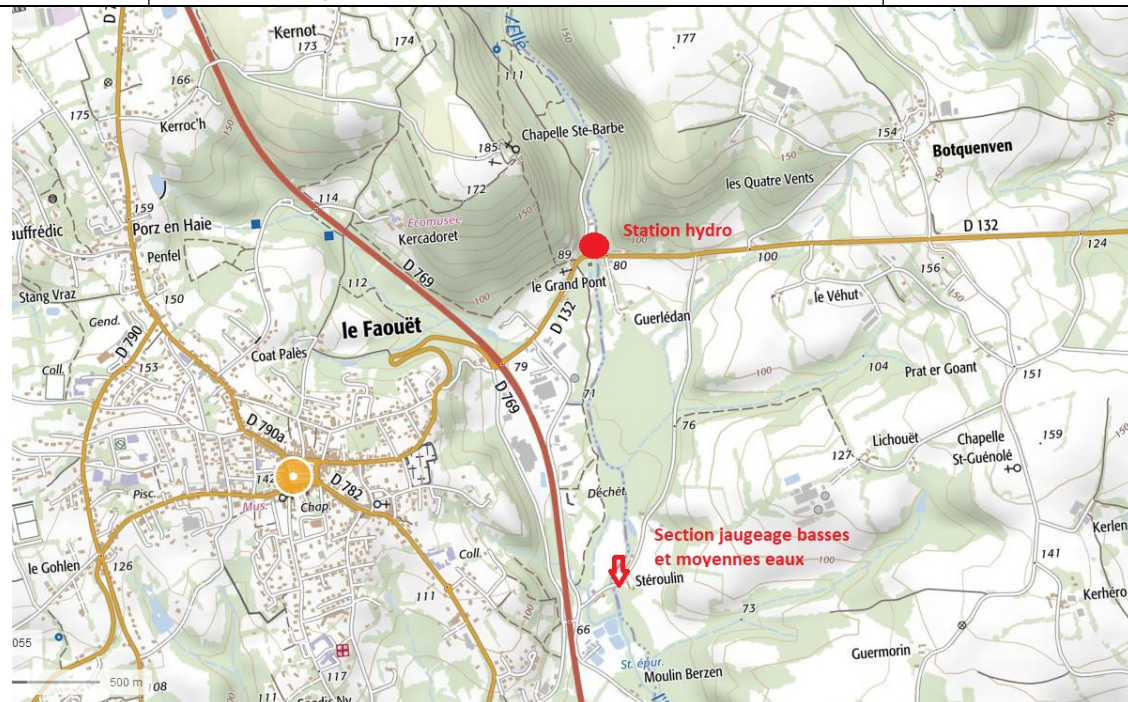 Kernot
173
174
L'Ellé
111
177
166
175
Kerroc'h
150
185
Chapelle Ste-Barbe
154
Botquenven
les Quatre Vents
172
114
159
Porz en Haie
Écomusée
Kercadoret
Station hydro
D 132
124
Penfel
89
80
100
le Grand Pont
156
Stang Vraz
150
112
D 769
D 132
Guerlédan
le Véhut
Gend.
D 790
le Faouët
Coat Palès
Coll.
153
79
71
104
Prat er Goant
151
D 790a
D 769
76
Lichouët
Chapelle
St-Guénolé
159
127
142
D 782
Pisc.
Mus.
Chap.
Déchèt.
Section jaugeage basses
et moyennes eaux
100
Kerlen
le Gohlen
126
Coll.
111
Stéroulin
141
Kerhéro
73
66
055
St. épur.
Moulin Berzen
Guermorin
500 m
108
111
117